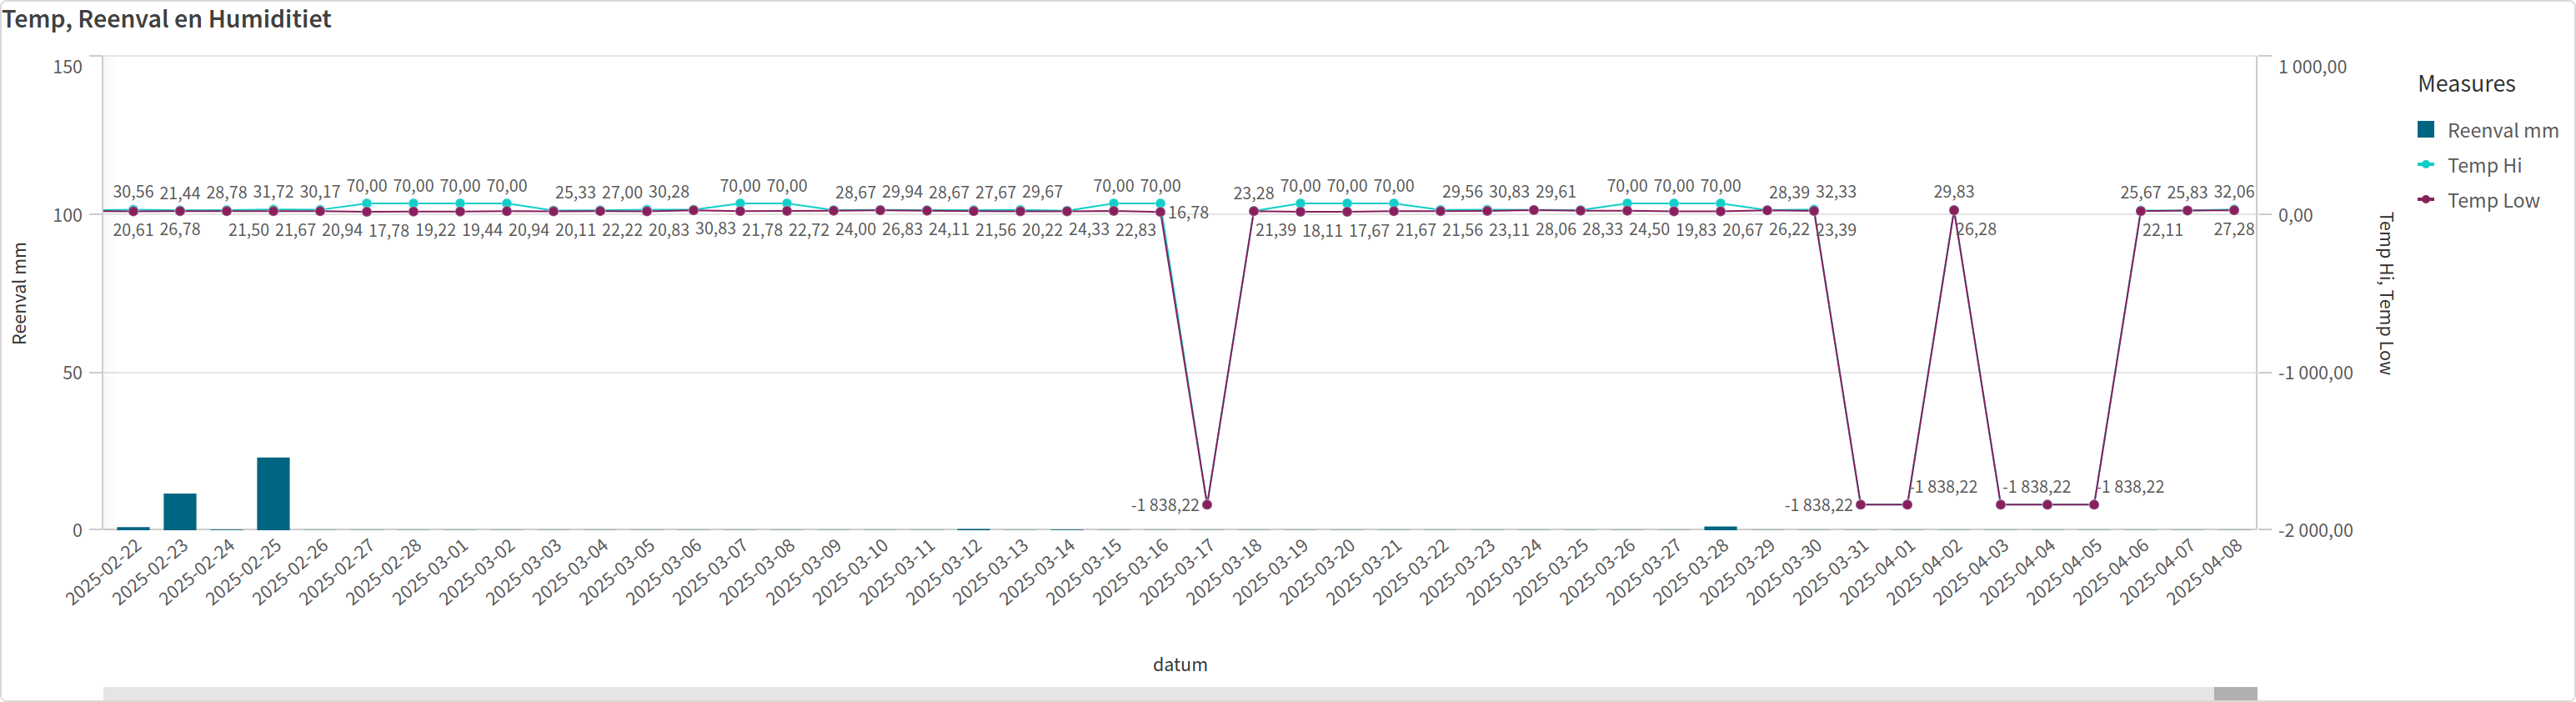 Temp, Reenval en Humiditiet
150
1 000,00
Measures
Reenval mm
Temp Hi
Temp Low
30,56 21,44 28,78 31,72 30,17 70,00 70,00 70,00 70,00 25,33 27,00 30,28 70,00 70,00 28,67 29,94 28,67 27,67 29,67 70,00 70,00 23,28 70,00 70,00 70,00 29,56 30,83 29,61 70,00 70,00 70,00 28,39 32,33 29,83 25,67 25,83 32,06
100
16,78
0,00
20,61 26,78 21,50 21,67 20,94 17,78 19,22 19,44 20,94 20,11 22,22 20,83 30,83 21,78 22,72 24,00 26,83 24,11 21,56 20,22 24,33 22,83 21,39 18,11 17,67 21,67 21,56 23,11 28,06 28,33 24,50 19,83 20,67 26,22 23,39 26,28 22,11 27,28
Reenval mm
Temp Hi, Temp Low
50
-1 000,00
-1 838,22 -1 838,22 -1 838,22 -1 838,22 -1 838,22
0
-2 000,00
2025-02-22 2025-02-23 2025-02-24 2025-02-25 2025-02-26 2025-02-27 2025-02-28 2025-03-01 2025-03-02 2025-03-03 2025-03-04 2025-03-05 2025-03-06 2025-03-07 2025-03-08 2025-03-09 2025-03-10 2025-03-11 2025-03-12 2025-03-13 2025-03-14 2025-03-15 2025-03-16 2025-03-17 2025-03-18 2025-03-19 2025-03-20 2025-03-21 2025-03-22 2025-03-23 2025-03-24 2025-03-25 2025-03-26 2025-03-27 2025-03-28 2025-03-29 2025-03-30 2025-03-31 2025-04-01 2025-04-02 2025-04-03 2025-04-04 2025-04-05 2025-04-06 2025-04-07 2025-04-08
datum